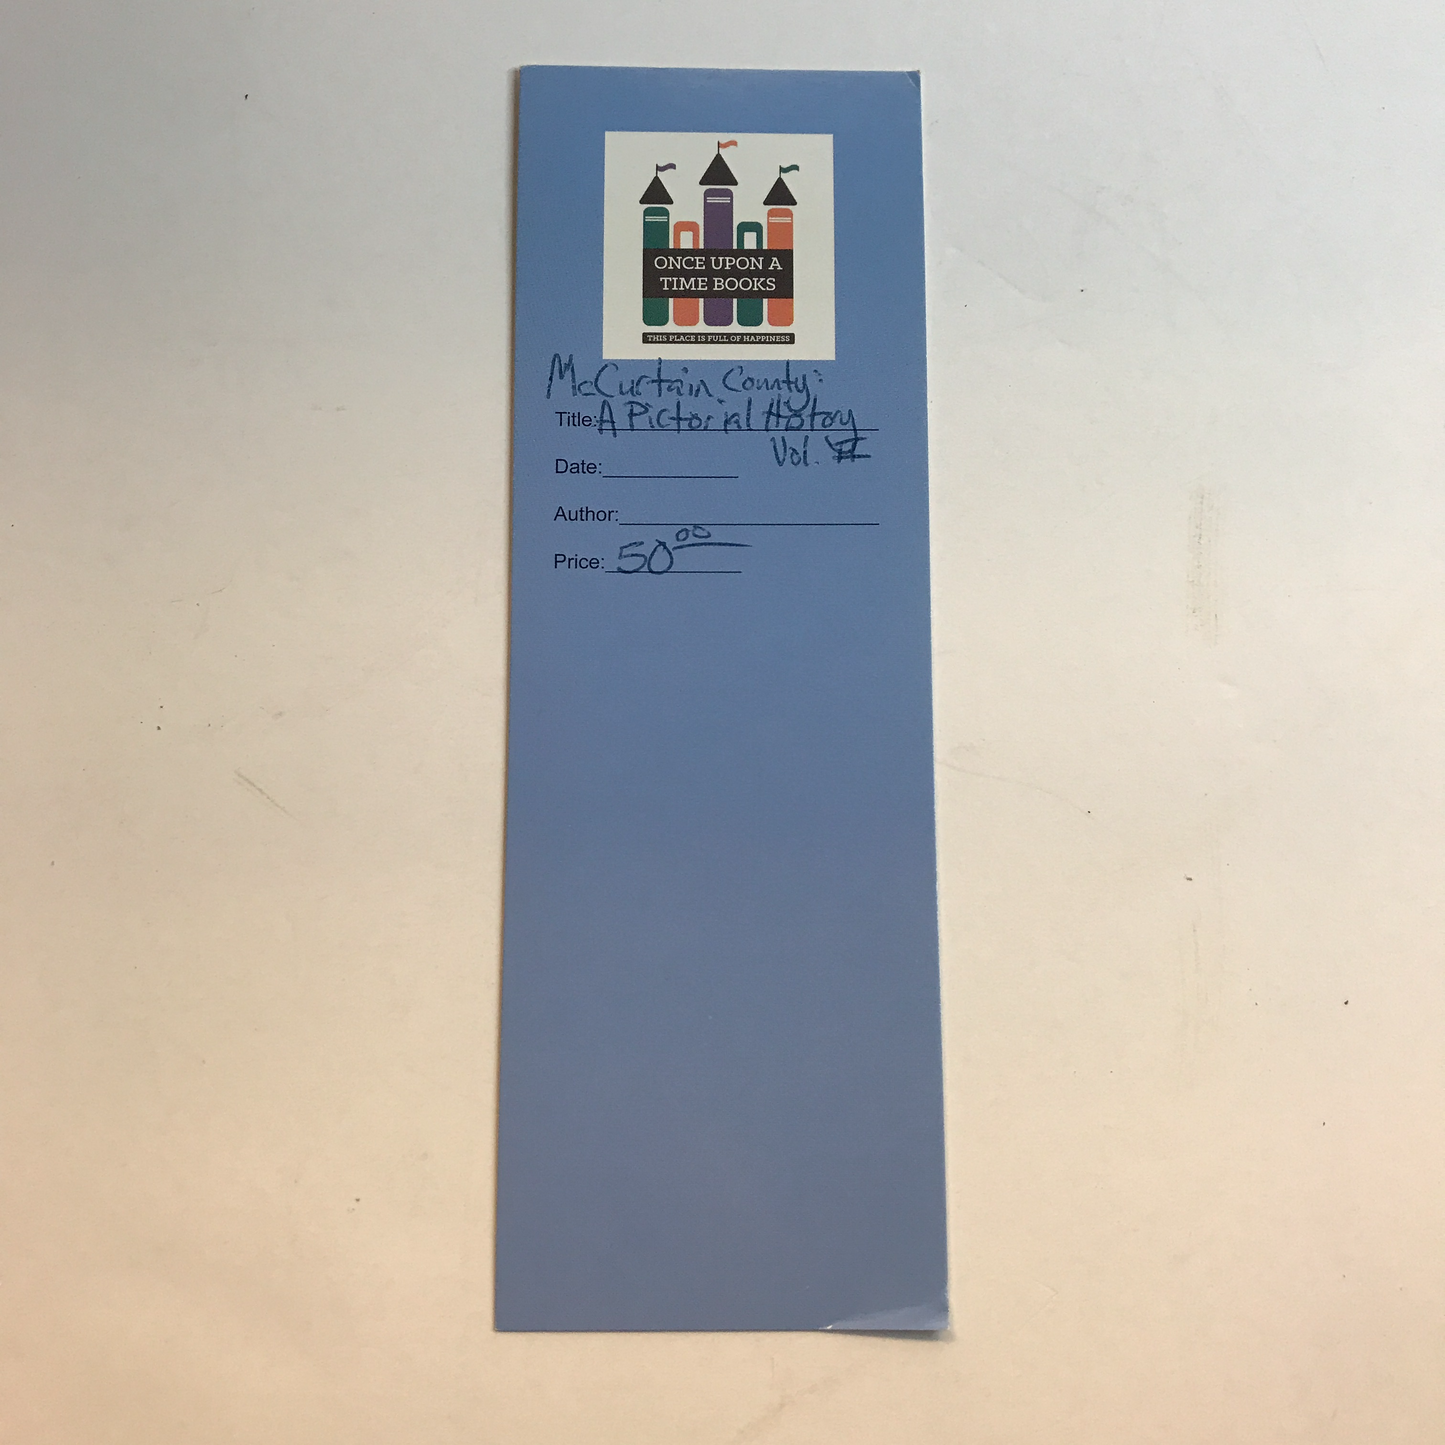 ONCE UPON A
TIME BOOKS
THIS PLACE IS FULL OF HAPPINESS
McCurtain County:
Title: A Pictorial History
Vol. II
Date:
Author:
Price: 50.00